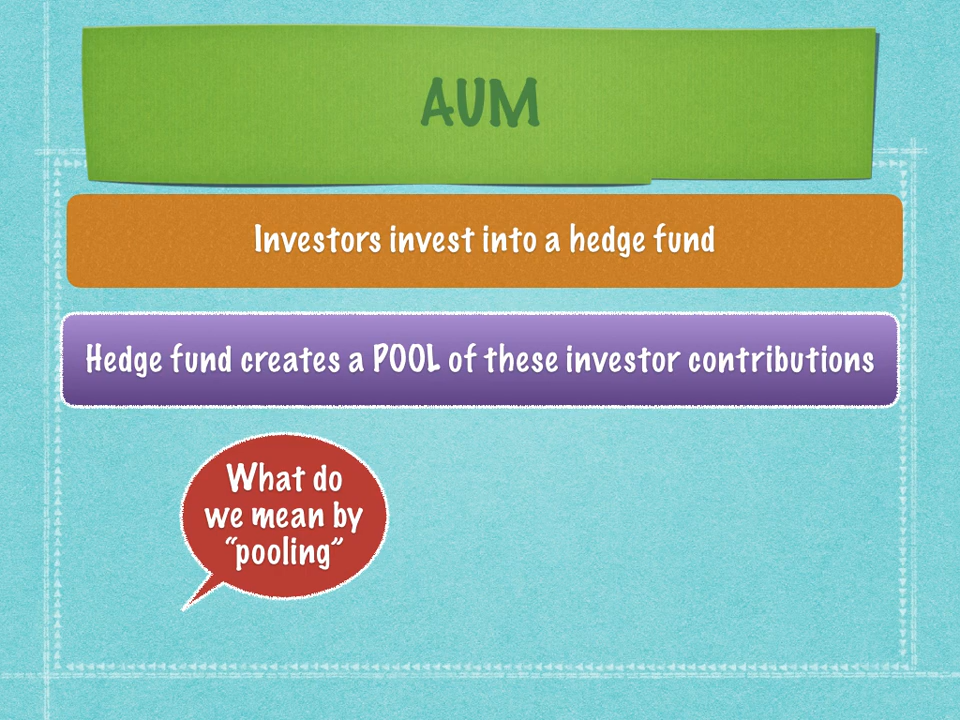 AUM
Investors invest into a hedge fund
Hedge fund creates a POOL of these investor contributions
What do
we mean by
“pooling”